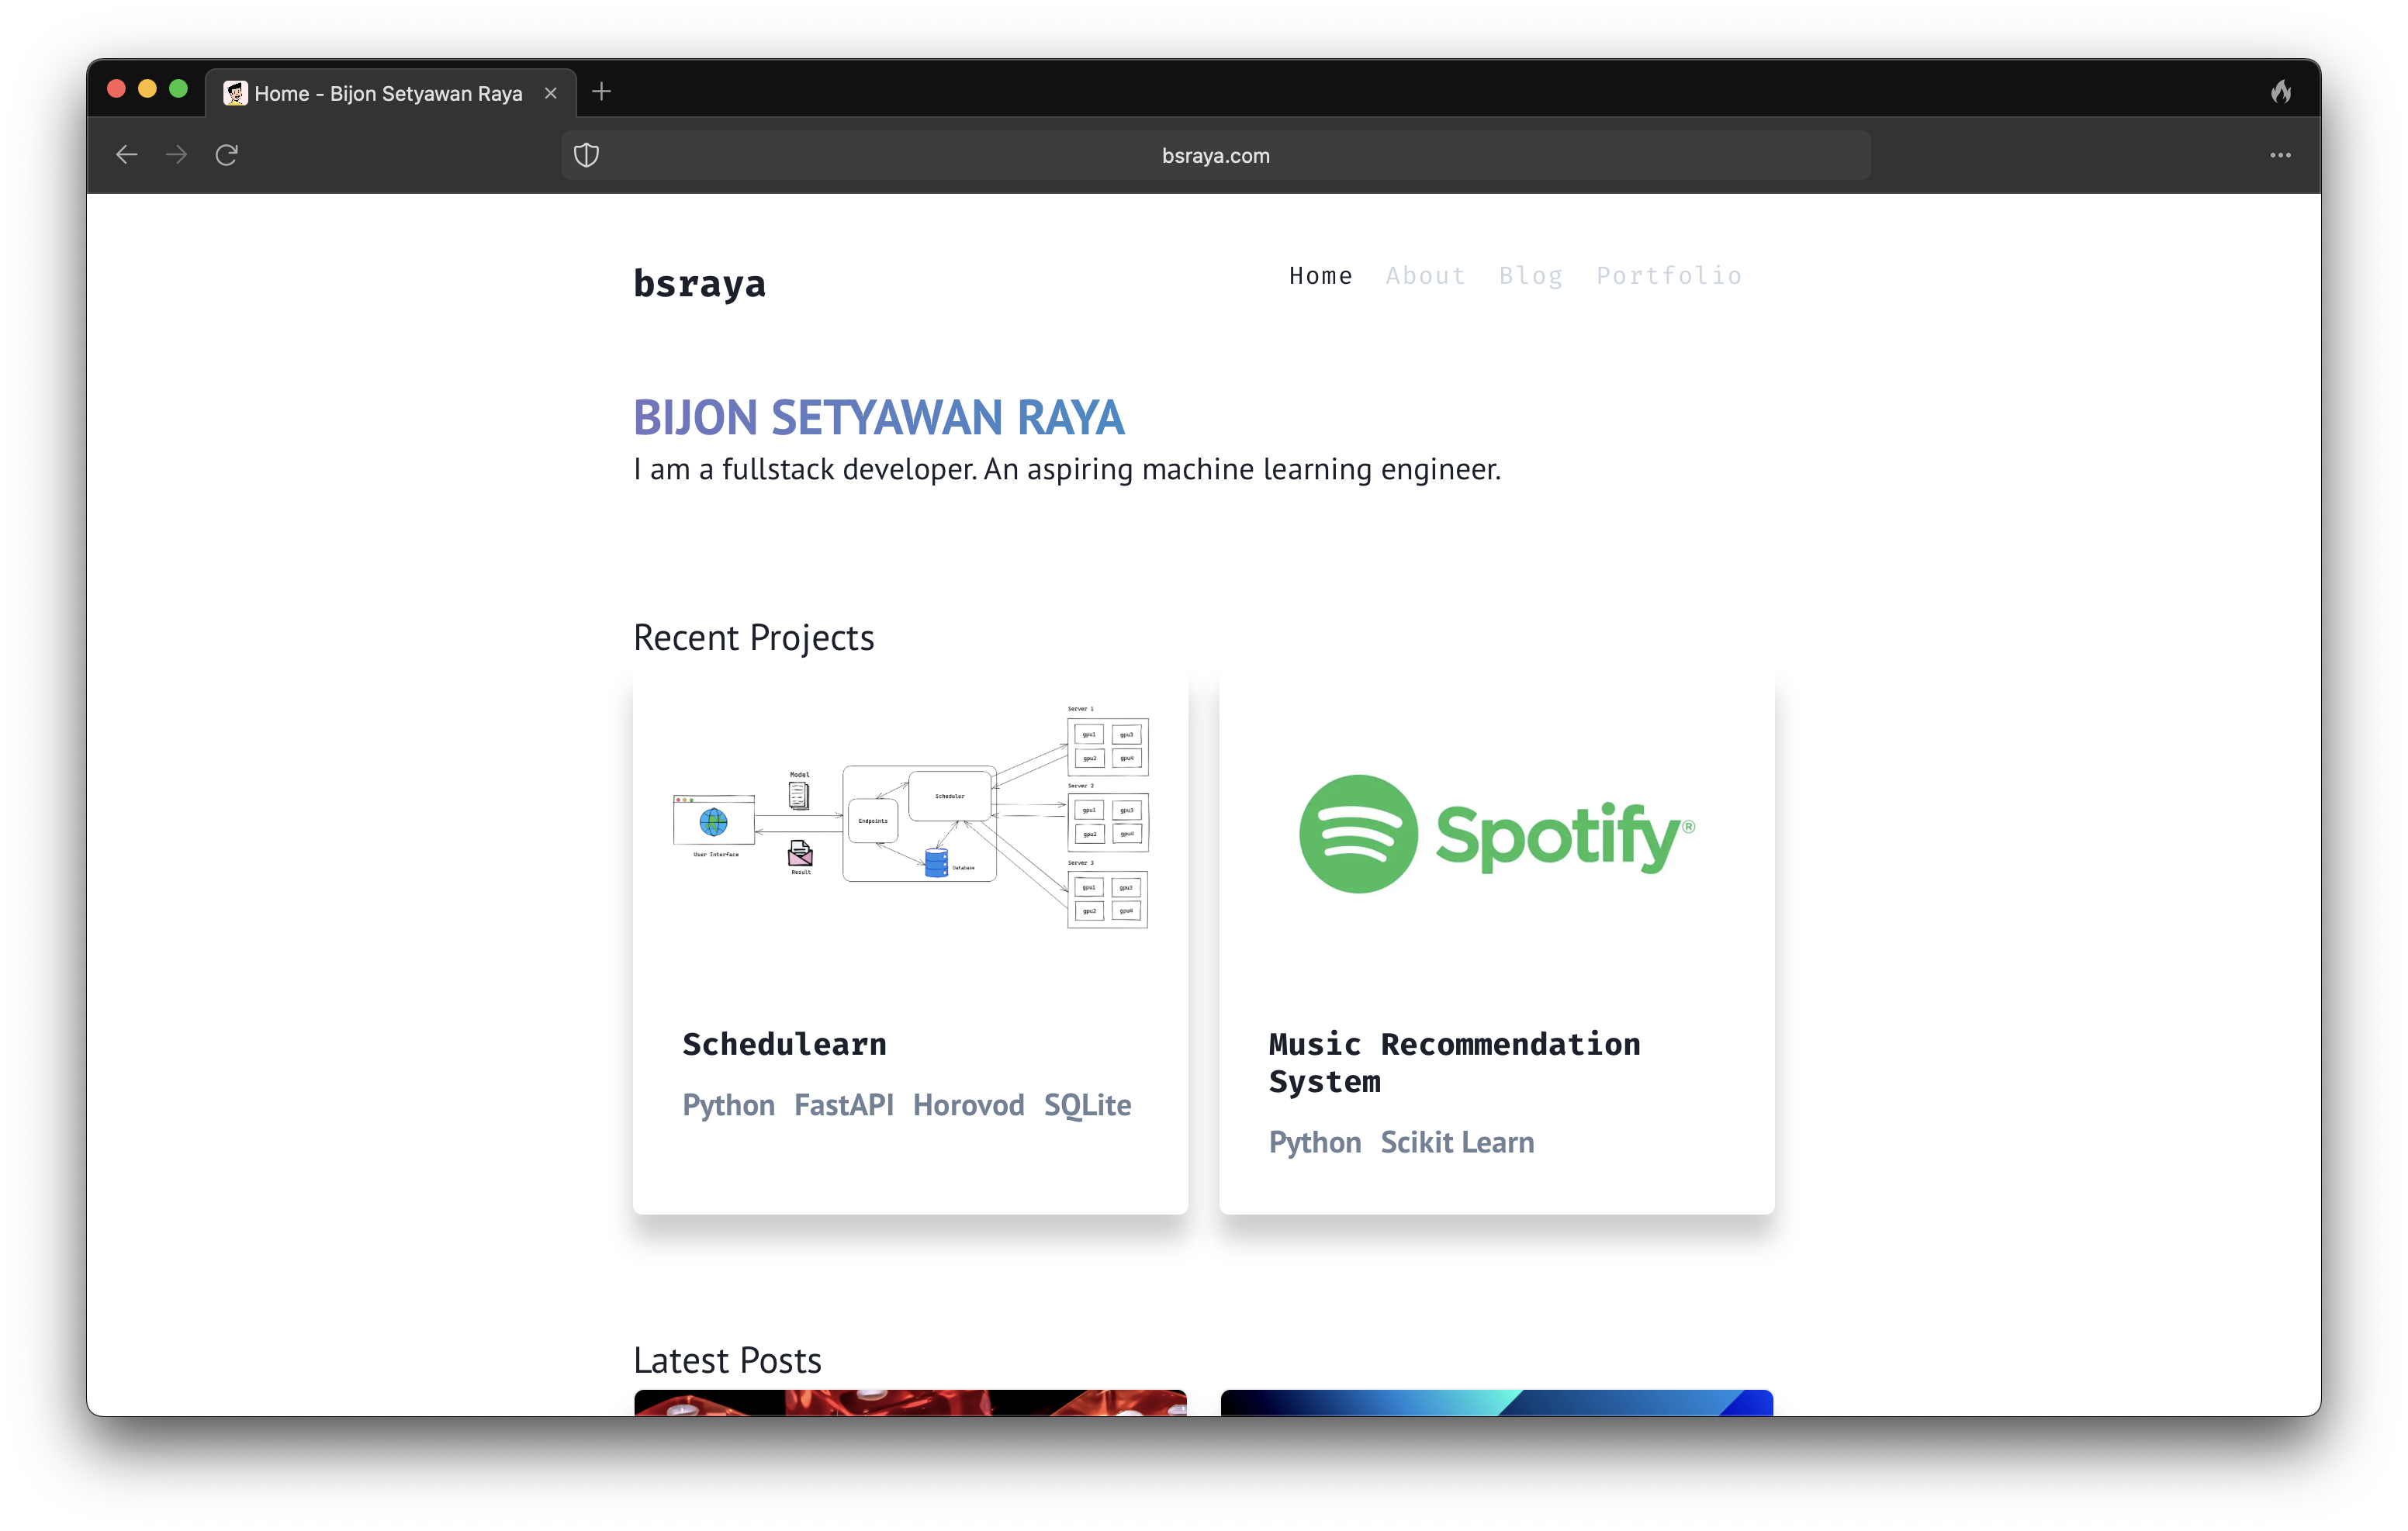 Home - Bijon Setyawan Raya
bsraya.com
bsraya
Home About Blog Portfolio
BIJON SETYAWAN RAYA
I am a fullstack developer. An aspiring machine learning engineer.
Recent Projects
User Interface
Model
Result
Endpoints
Scheduler
Database
Server 1
gpu1 gpu3
gpu2 gpu4
Server 2
gpu1 gpu3
gpu2 gpu4
Server 3
gpu1 gpu3
gpu2 gpu4
Schedulearn
Python FastAPI Horovod SQLite
Spotify®
Music Recommendation
System
Python Scikit Learn
Latest Posts